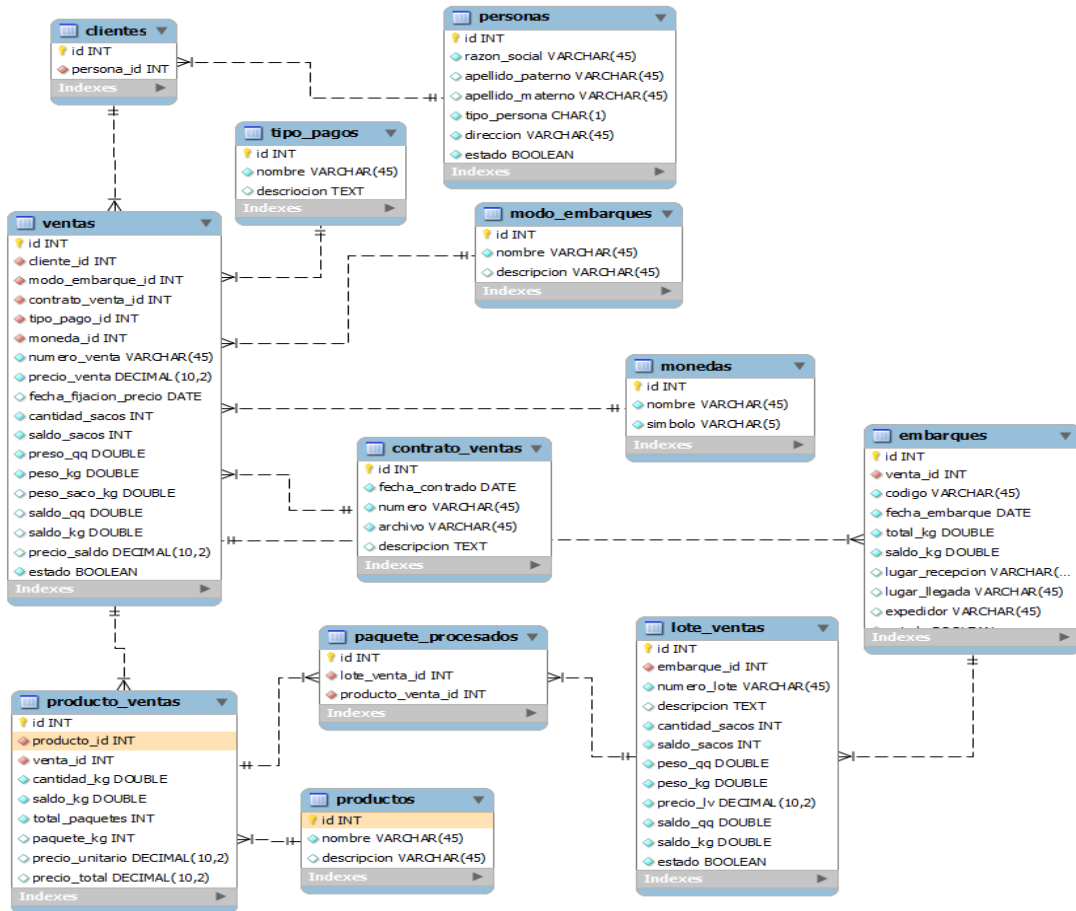 clientes
id INT
persona_id INT
Indexes
personas
id INT
razon_social VARCHAR(45)
apellido_paterno VARCHAR(45)
apellido_materno VARCHAR(45)
tipo_persona CHAR(1)
direccion VARCHAR(45)
estado BOOLEAN
Indexes
tipo_pagos
id INT
nombre VARCHAR(45)
descriocion TEXT
Indexes
modo_embarques
id INT
nombre VARCHAR(45)
descripcion VARCHAR(45)
Indexes
ventas
id INT
cliente_id INT
modo_embarque_id INT
contrato_venta_id INT
tipo_pago_id INT
moneda_id INT
numero_venta VARCHAR(45)
precio_venta DECIMAL(10,2)
fecha_fijacion_precio DATE
cantidad_sacos INT
saldo_sacos INT
preso_qq DOUBLE
peso_kg DOUBLE
peso_saco_kg DOUBLE
saldo_qq DOUBLE
saldo_kg DOUBLE
precio_saldo DECIMAL(10,2)
estado BOOLEAN
Indexes
monedas
id INT
nombre VARCHAR(45)
simbolo VARCHAR(5)
Indexes
contrato_ventas
id INT
fecha_contrado DATE
numero VARCHAR(45)
archivo VARCHAR(45)
descripcion TEXT
Indexes
embarques
id INT
venta_id INT
codigo VARCHAR(45)
fecha_embarque DATE
total_kg DOUBLE
saldo_kg DOUBLE
lugar_recepcion VARCHAR(...
lugar_llegada VARCHAR(45)
expedidor VARCHAR(45)
Indexes
paquete_procesados
id INT
lote_venta_id INT
producto_venta_id INT
Indexes
lote_ventas
id INT
embarque_id INT
numero_lote VARCHAR(45)
descripcion TEXT
cantidad_sacos INT
saldo_sacos INT
peso_qq DOUBLE
peso_kg DOUBLE
precio_lv DECIMAL(10,2)
saldo_qq DOUBLE
saldo_kg DOUBLE
estado BOOLEAN
Indexes
producto_ventas
id INT
producto_id INT
venta_id INT
cantidad_kg DOUBLE
saldo_kg DOUBLE
total_paquetes INT
paquete_kg INT
precio_unitario DECIMAL(10,2)
precio_total DECIMAL(10,2)
Indexes
productos
id INT
nombre VARCHAR(45)
descripcion VARCHAR(45)
Indexes